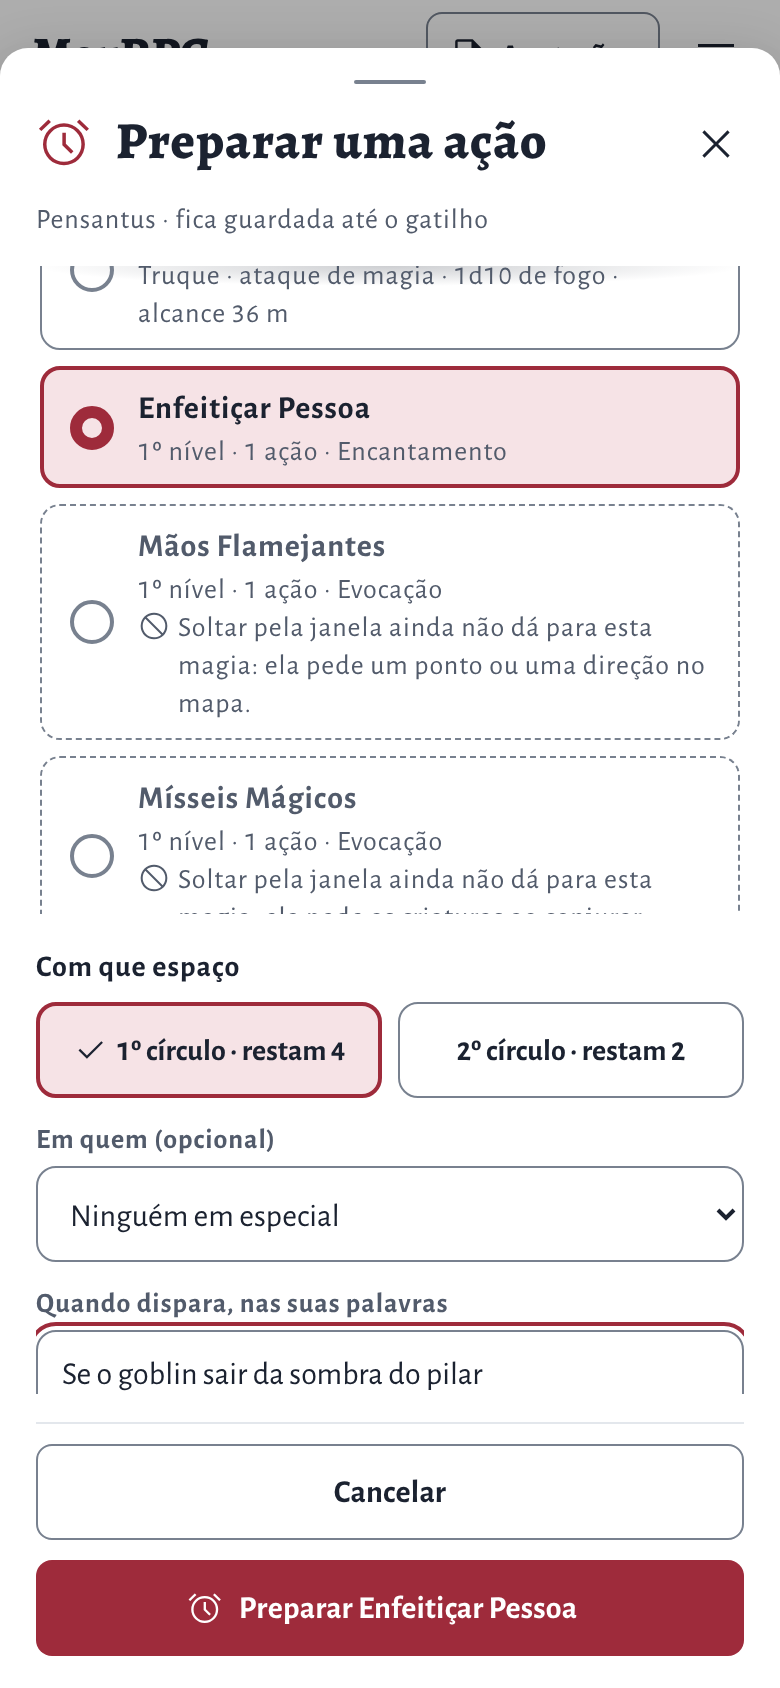 Preparar uma ação
Pensantus · fica guardada até o gatilho
Truque · ataque de magia · 1d10 de fogo ·
alcance 36 m
Enfeitiçar Pessoa
1º nível · 1 ação · Encantamento
Mãos Flamejantes
1º nível · 1 ação · Evocação
Soltar pela janela ainda não dá para esta
magia: ela pede um ponto ou uma direção no
mapa.
Mísseis Mágicos
1º nível · 1 ação · Evocação
Soltar pela janela ainda não dá para esta
Com que espaço
1º círculo · restam 4
2º círculo · restam 2
Em quem (opcional)
Ninguém em especial
Quando dispara, nas suas palavras
Se o goblin sair da sombra do pilar
Cancelar
Preparar Enfeitiçar Pessoa